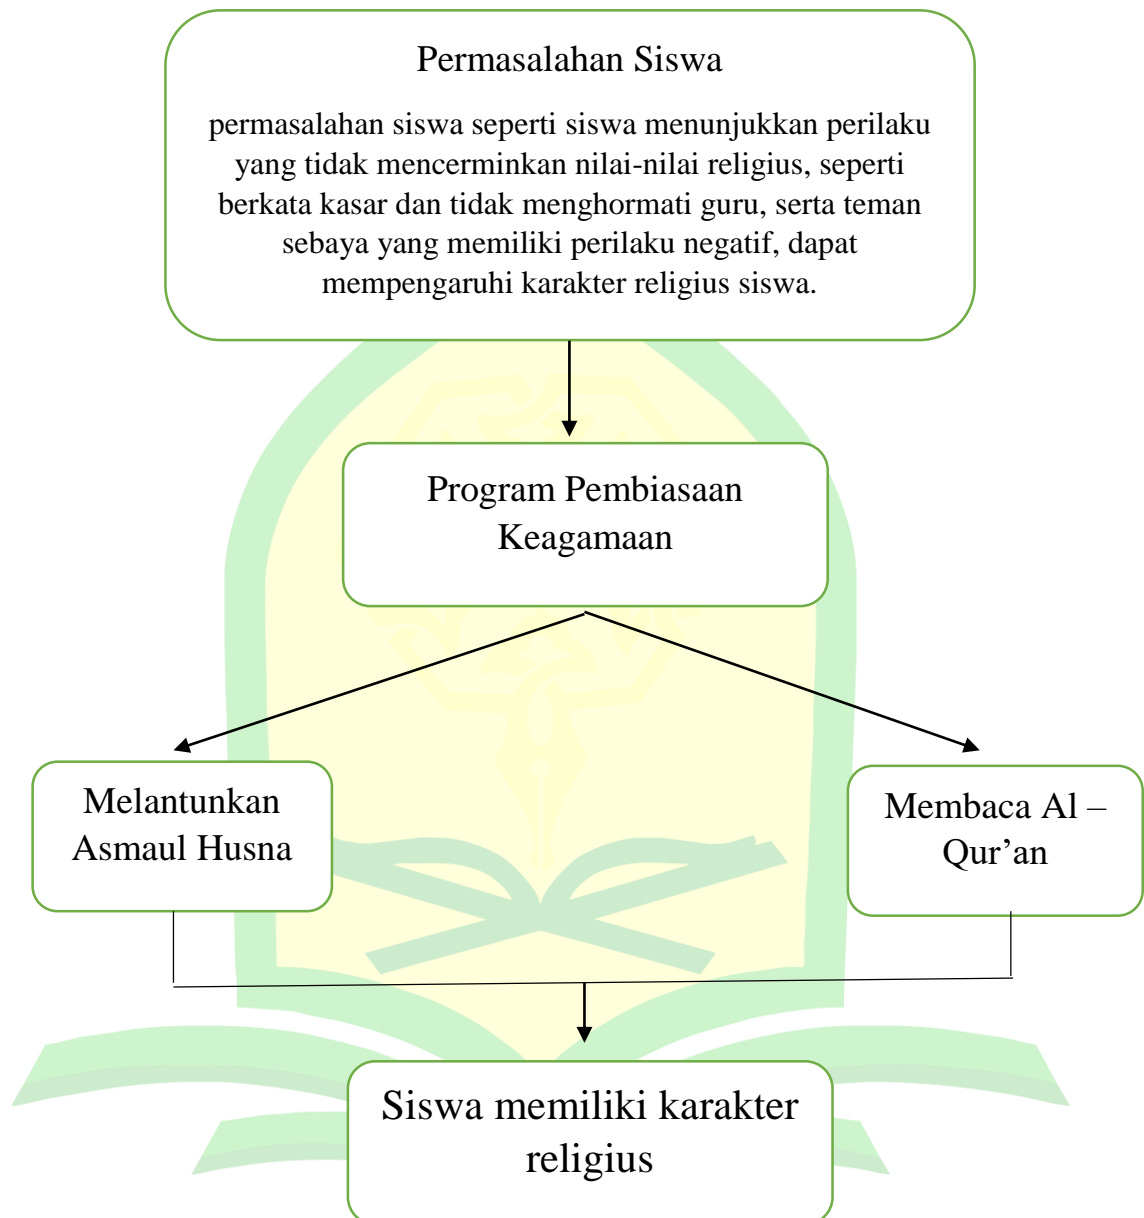 Permasalahan Siswa
permasalahan siswa seperti siswa menunjukkan perilaku
yang tidak mencerminkan nilai-nilai religius, seperti
berkata kasar dan tidak menghormati guru, serta teman
sebaya yang memiliki perilaku negatif, dapat
mempengaruhi karakter religius siswa.
Program Pembiasaan
Keagamaan
Melantunkan
Asmaul Husna
Membaca Al –
Qur’an
Siswa memiliki karakter
religius